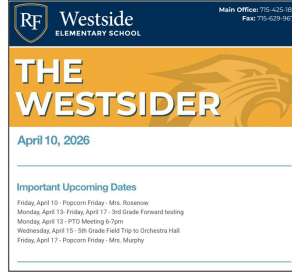 RF
Westside
ELEMENTARY SCHOOL
Main Office: 715-425-18
Fax: 715-629-967
THE
WESTSIDER
April 10, 2026
Important Upcoming Dates
Friday, April 10 - Popcorn Friday - Mrs. Rosenow
Monday, April 13- Friday, April 17 - 3rd Grade Forward testing
Monday, April 13 - PTO Meeting 6-7pm
Wednesday, April 15 - 5th Grade Field Trip to Orchestra Hall
Friday, April 17 - Popcorn Friday - Mrs. Murphy